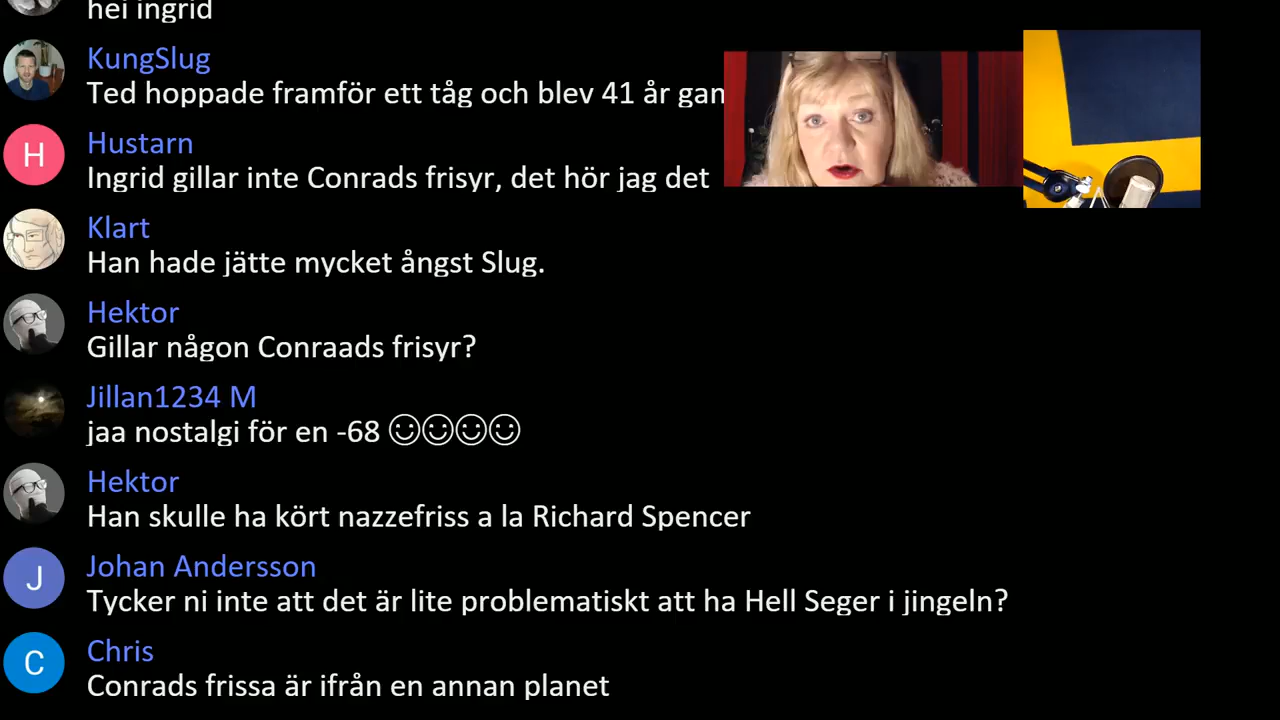 hei ingrid
KungSlug
Ted hoppade framför ett tåg och blev 41 år gam
Hustarn
H
Ingrid gillar inte Conrads frisyr, det hör jag det
Klart
Han hade jätte mycket ångst Slug.
Hektor
Gillar någon Conraads frisyr?
Jillan1234 M
jaa nostalgi för en -68 ☺☺☺☺
Hektor
Han skulle ha kört nazzefriss a la Richard Spencer
Johan Andersson
J
Tycker ni inte att det är lite problematiskt att ha Hell Seger i jingeln?
Chris
C
Conrads frissa är ifrån en annan planet